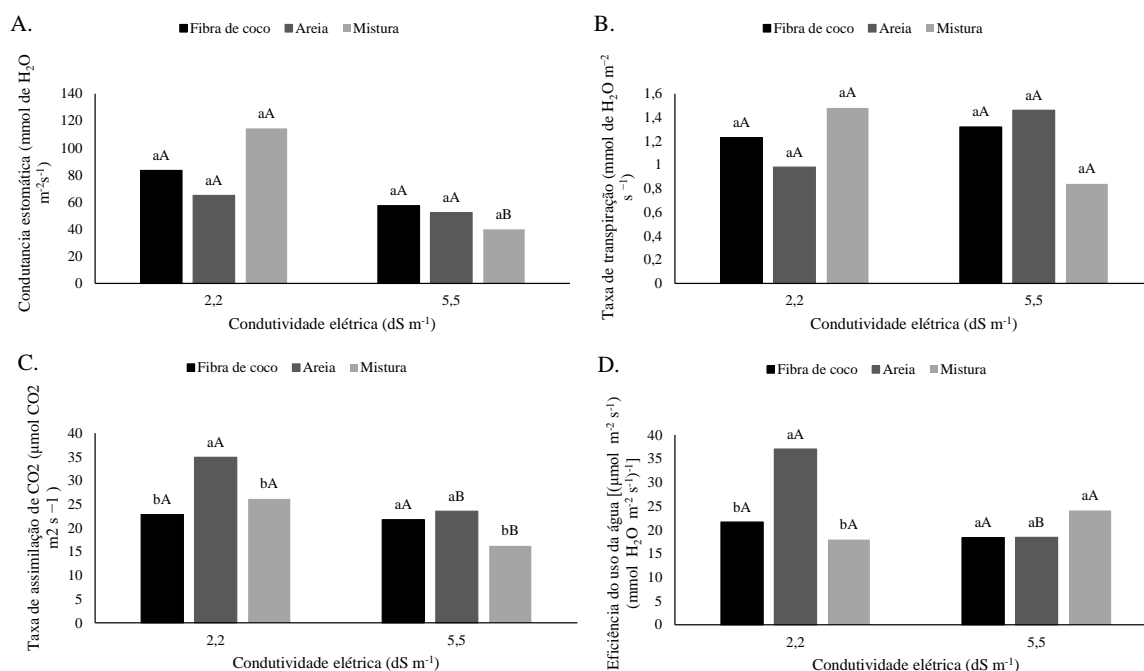 A.
Fibra de coco Areia Mistura
Condutancia estomática (mmol de H₂O
m⁻²s⁻¹)
140
120
100
80
60
40
20
0
aA
aA
aA
aA
aA
aB
2,2
5,5
Condutividade elétrica (dS m⁻¹)
B.
Fibra de coco Areia Mistura
Taxa de transpiração (mmol de H₂O m⁻²
s ⁻¹)
1,6
1,4
1,2
1
0,8
0,6
0,4
0,2
0
aA
aA
aA
aA
aA
aA
2,2
5,5
Condutividade elétrica (dS m⁻¹)
C.
Fibra de coco Areia Mistura
Taxa de assimilação de CO2 (µmol CO2
m2 s −1 )
40
35
30
25
20
15
10
5
0
bA
aA
bA
aA
aB
bB
2,2
5,5
Condutividade elétrica (dS m⁻¹)
D.
Fibra de coco Areia Mistura
Eficiência do uso da água [(µmol m⁻² s⁻¹)
(mmol H₂O m⁻² s⁻¹)⁻¹]
40
35
30
25
20
15
10
5
0
bA
aA
bA
aA
aB
aA
2,2
5,5
Condutividade elétrica (dS m⁻¹)